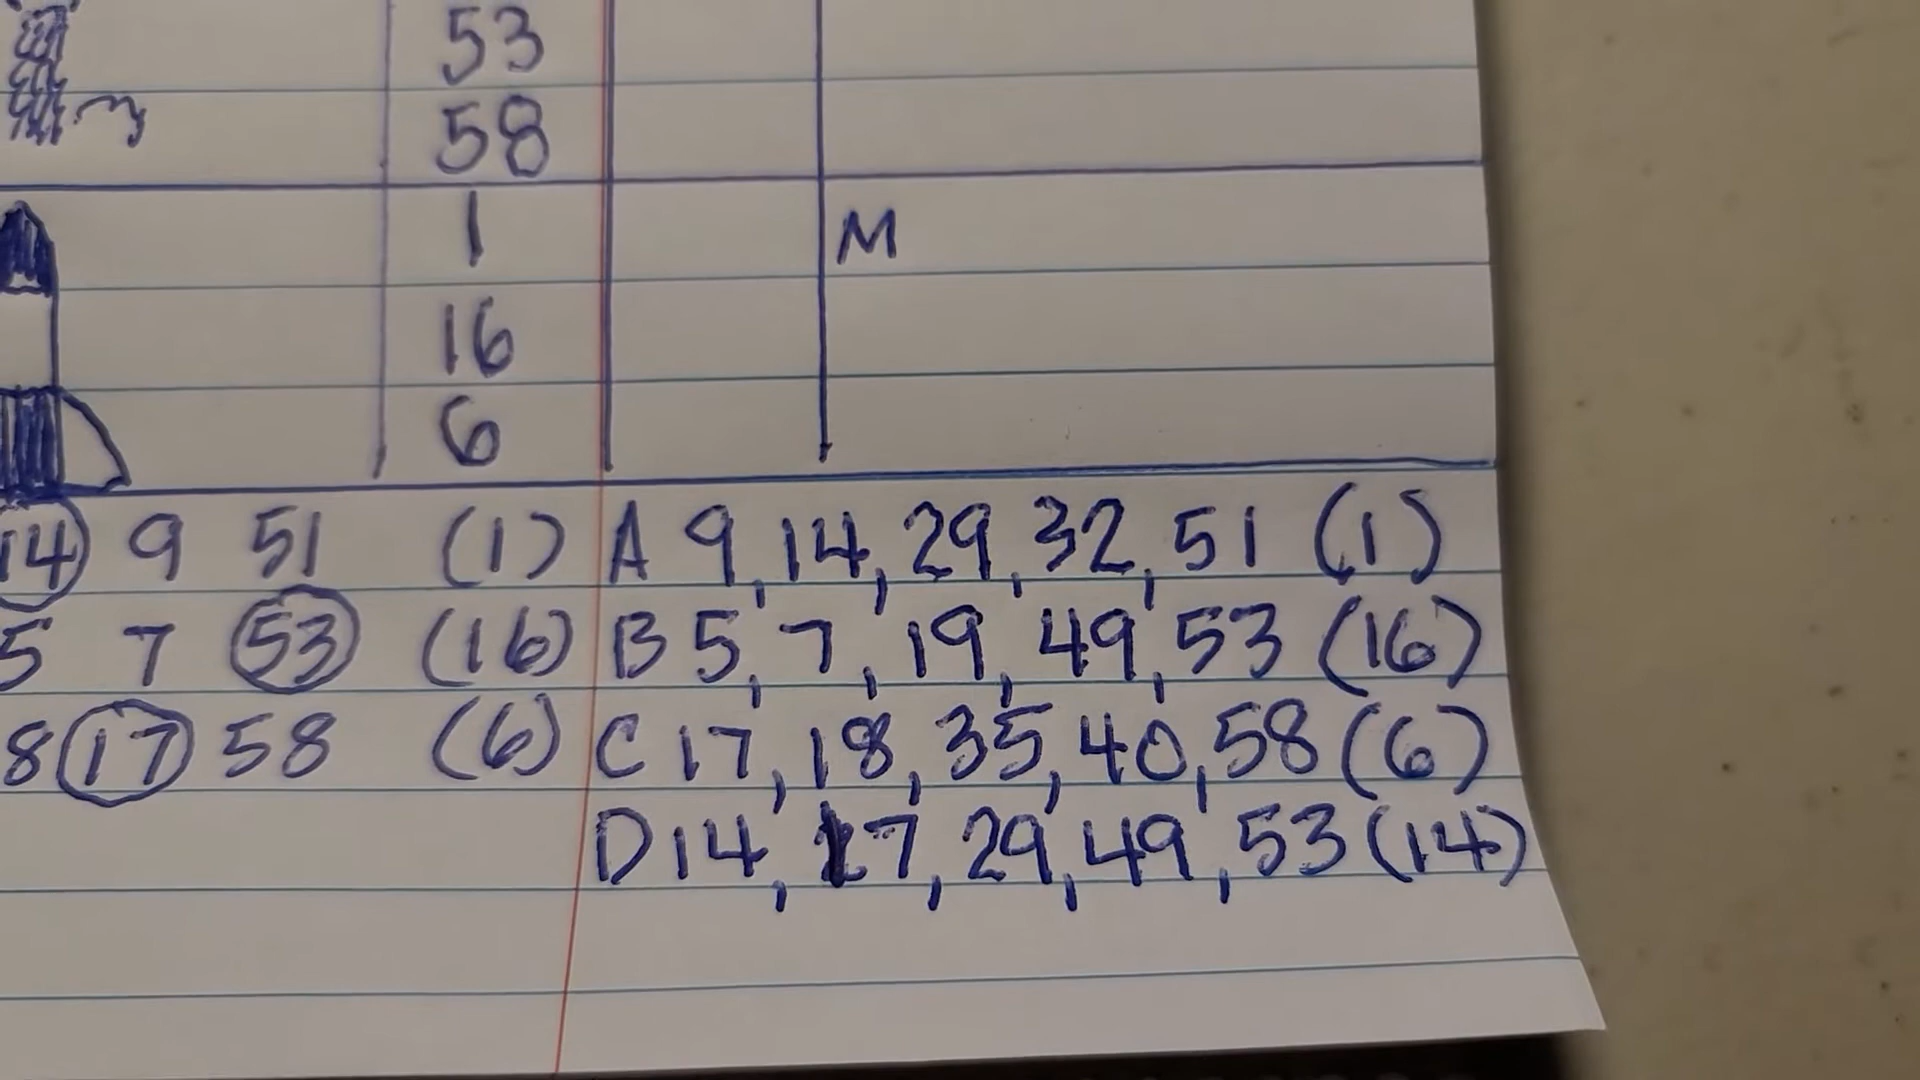 53
58
1 M
16
6
14 9 51 (1) A 9, 14, 29, 32, 51 (1)
5 7 53 (16) B 5, 7, 19, 49, 53 (16)
8 17 58 (6) C 17, 18, 35, 40, 58 (6)
D 14, 17, 29, 49, 53 (14)